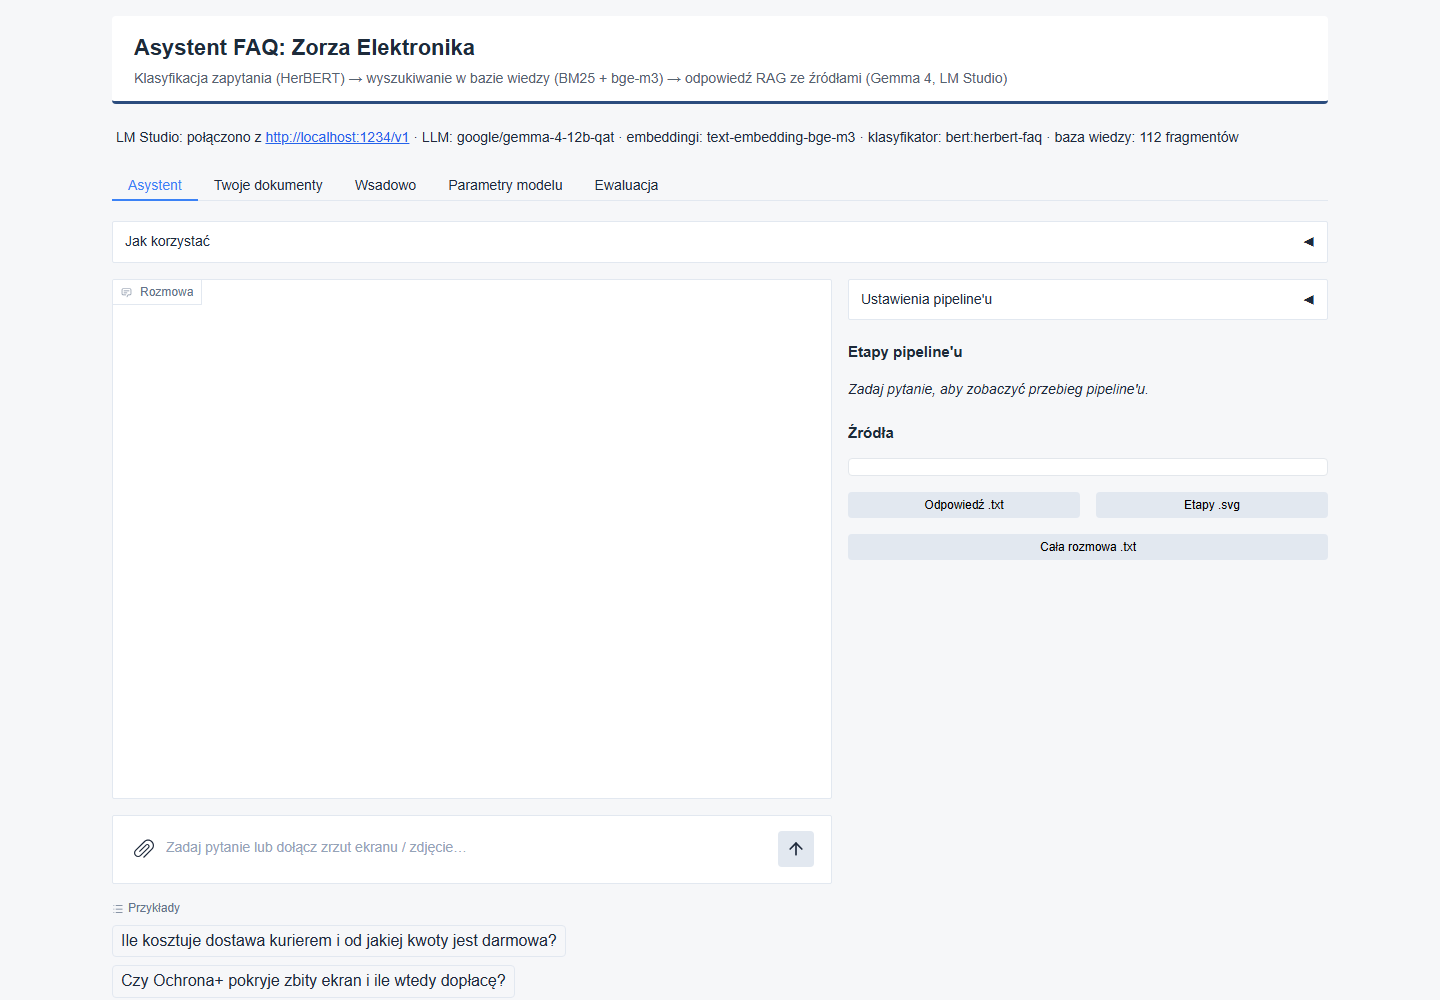 Asystent FAQ: Zorza Elektronika
Klasyfikacja zapytania (HerBERT) → wyszukiwanie w bazie wiedzy (BM25 + bge-m3) → odpowiedź RAG ze źródłami (Gemma 4, LM Studio)
LM Studio: połączono z http://localhost:1234/v1 · LLM: google/gemma-4-12b-qat · embeddingi: text-embedding-bge-m3 · klasyfikator: bert:herbert-faq · baza wiedzy: 112 fragmentów
Asystent Twoje dokumenty Wsadowo Parametry modelu Ewaluacja
Jak korzystać
Rozmowa
Ustawienia pipeline'u
Etapy pipeline'u
Zadaj pytanie, aby zobaczyć przebieg pipeline'u.
Źródła
Odpowiedź .txt
Etapy .svg
Cała rozmowa .txt
Zadaj pytanie lub dołącz zrzut ekranu / zdjęcie…
Przykłady
Ile kosztuje dostawa kurierem i od jakiej kwoty jest darmowa?
Czy Ochrona+ pokryje zbity ekran i ile wtedy dopłacę?